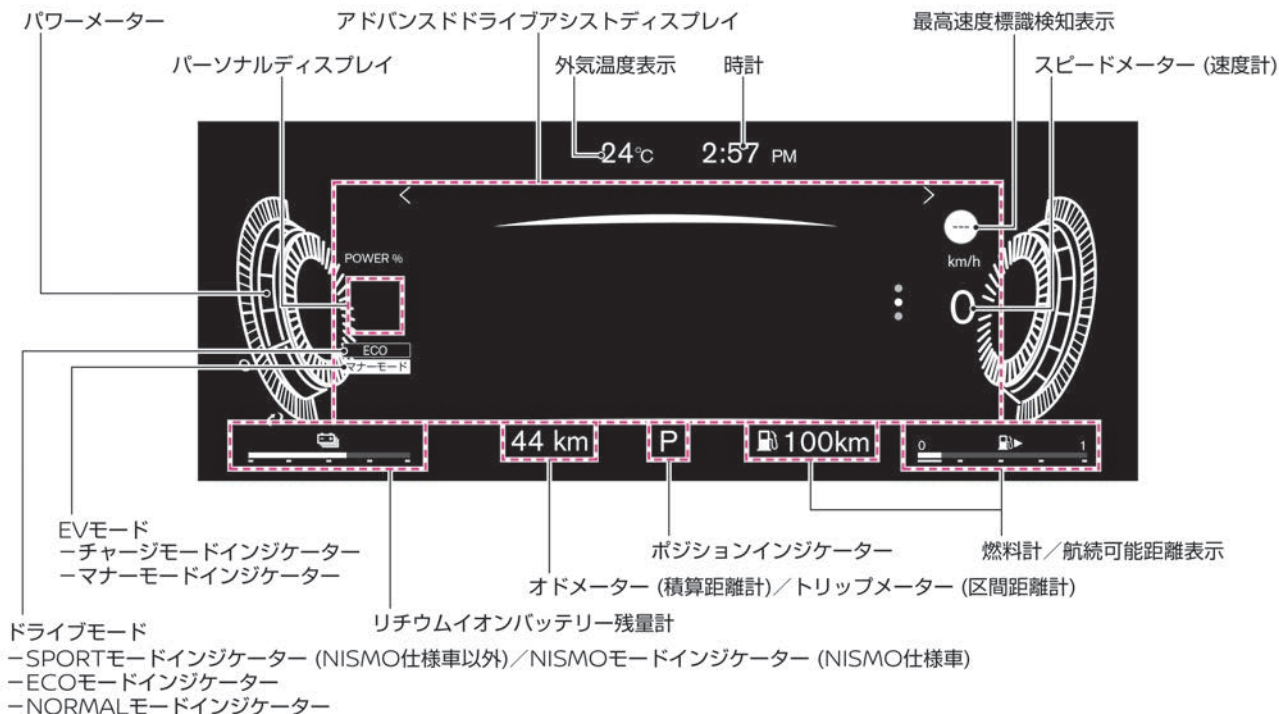 パワーメーター
アドバンスドドライブアシストディスプレイ
最高速度標識検知表示
パーソナルディスプレイ
外気温度表示
時計
スピードメーター (速度計)
24℃
2:57 PM
---
POWER %
km/h
0
ECO
マナーモード
44 km
P
100km
0
1
EVモード
−チャージモードインジケーター
−マナーモードインジケーター
ポジションインジケーター
燃料計／航続可能距離表示
オドメーター (積算距離計)／トリップメーター (区間距離計)
リチウムイオンバッテリー残量計
ドライブモード
−SPORTモードインジケーター (NISMO仕様車以外)／NISMOモードインジケーター (NISMO仕様車)
−ECOモードインジケーター
−NORMALモードインジケーター